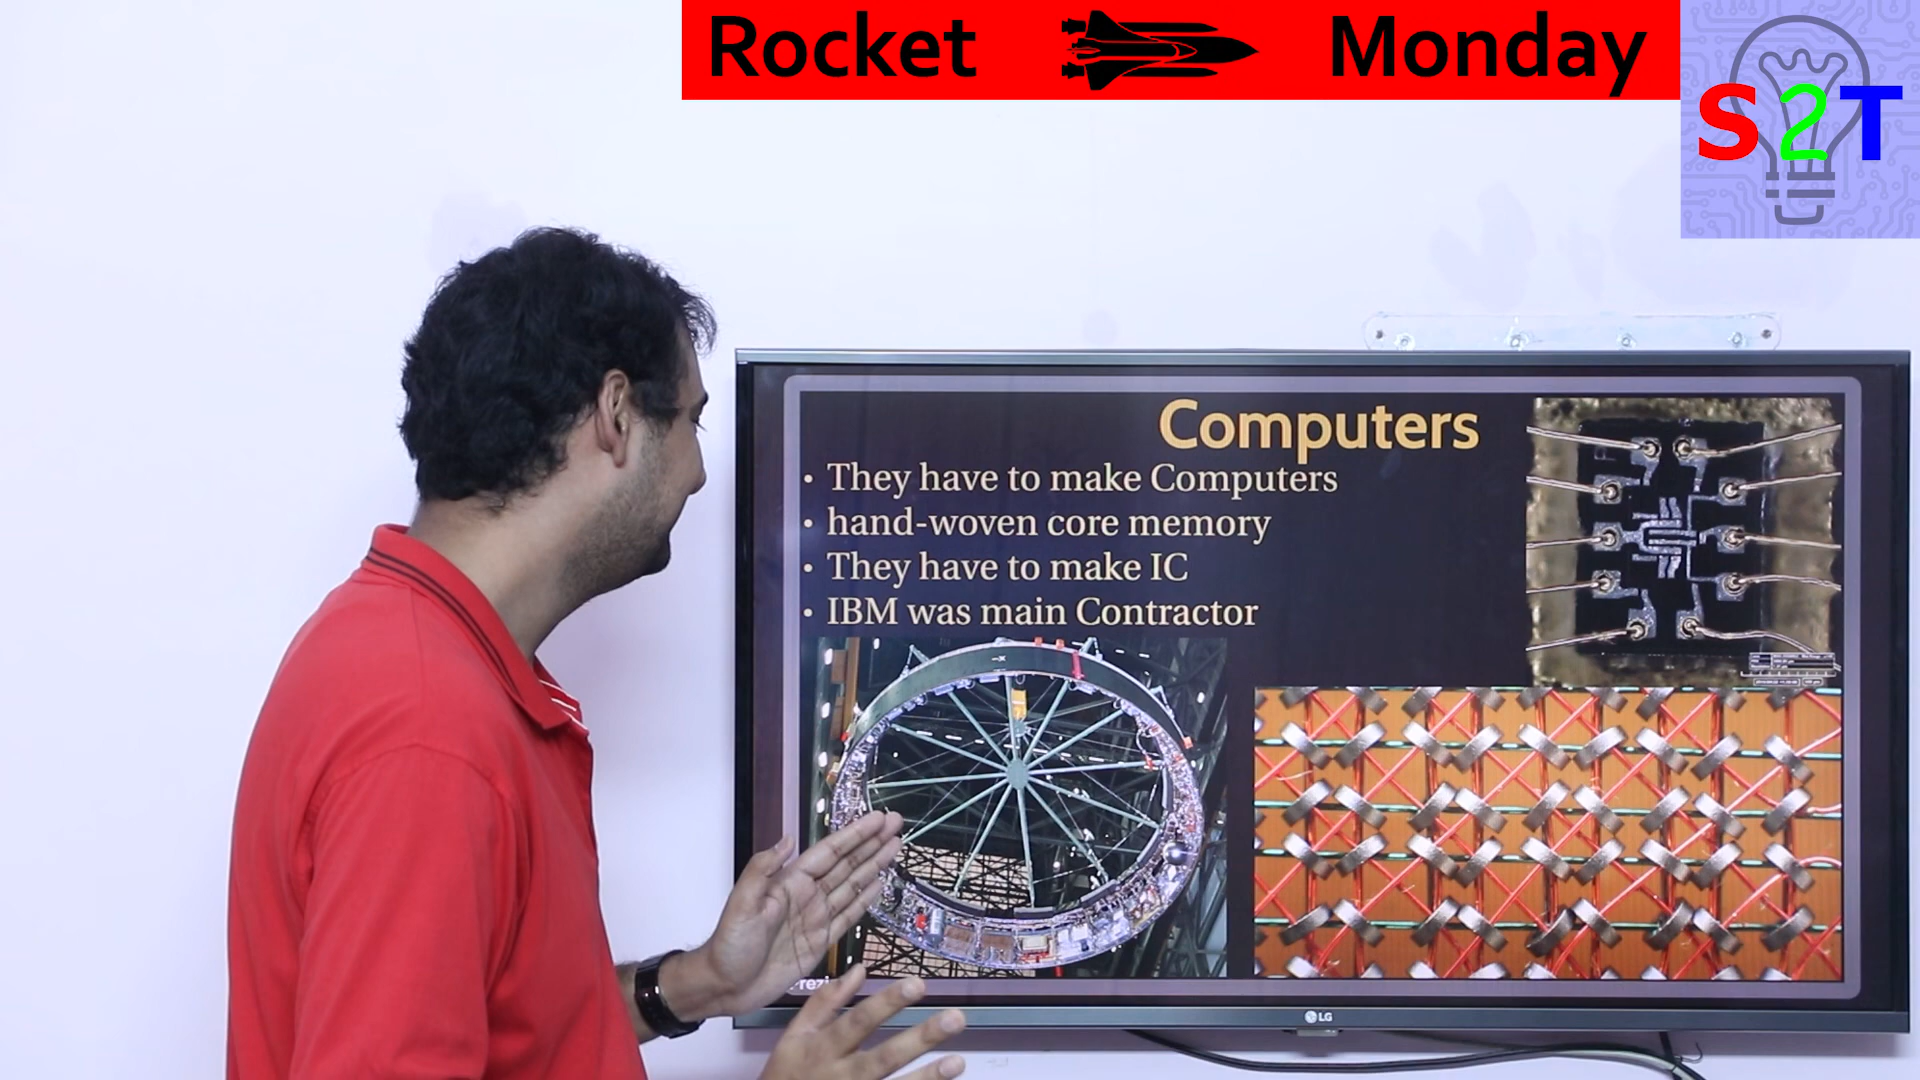 Rocket Monday
S2T
Computers
• They have to make Computers
• hand-woven core memory
• They have to make IC
• IBM was main Contractor
Prezi
LG